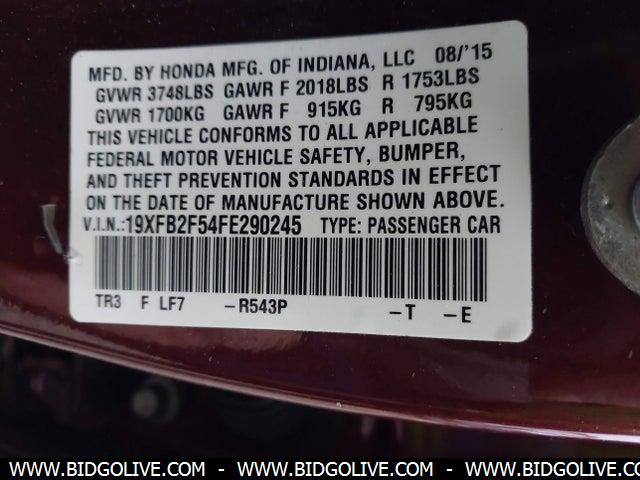 MFD. BY HONDA MFG. OF INDIANA, LLC 08/'15
GVWR 3748LBS GAWR F 2018LBS R 1753LBS
GVWR 1700KG GAWR F 915KG R 795KG
THIS VEHICLE CONFORMS TO ALL APPLICABLE
FEDERAL MOTOR VEHICLE SAFETY, BUMPER,
AND THEFT PREVENTION STANDARDS IN EFFECT
ON THE DATE OF MANUFACTURE SHOWN ABOVE.
V.I.N.:19XFB2F54FE290245 TYPE: PASSENGER CAR
TR3 F LF7 -R543P -T -E
WWW.BIDGOLIVE.COM - WWW.BIDGOLIVE.COM - WWW.BIDGOLIVE.COM